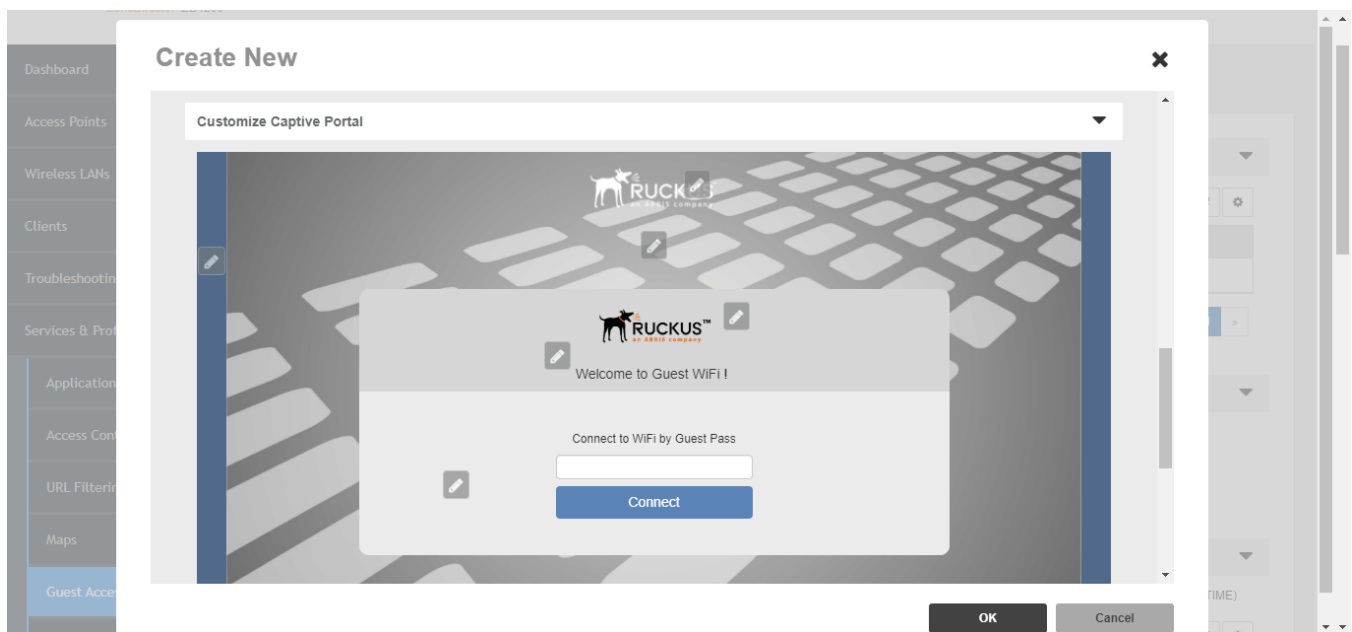 Create New
Dashboard
Access Points
Wireless LANs
Clients
Troubleshootin
Services & Prof
Application
Access Cont
URL Filterin
Maps
Guest Acce
Customize Captive Portal
RUCKUS
an ARRIS company
RUCKUS™
an ARRIS company
Welcome to Guest WiFi !
Connect to WiFi by Guest Pass
Connect
»
TIME)
OK
Cancel